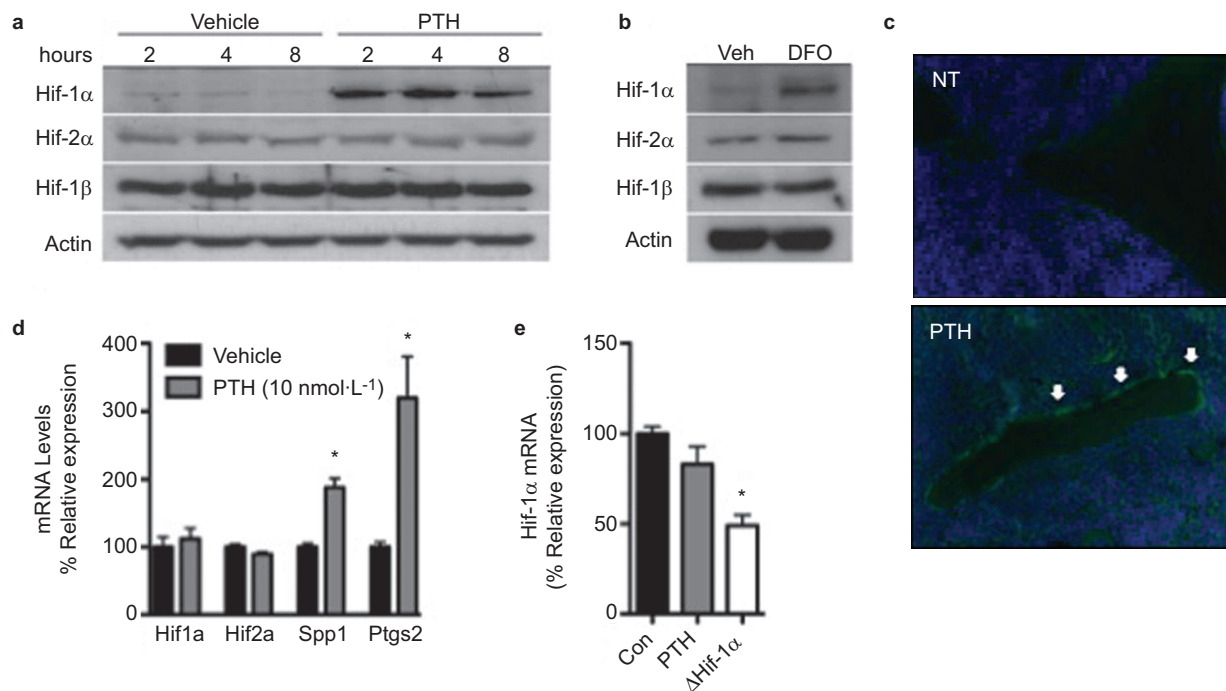 a
Vehicle PTH
hours 2 4 8 2 4 8
Hif-1α
Hif-2α
Hif-1β
Actin
b
Veh DFO
Hif-1α
Hif-2α
Hif-1β
Actin
c
NT
PTH
d
mRNA Levels
% Relative expression
400
300
200
100
0
Vehicle
PTH (10 nmol·L⁻¹)
*
*
Hif1a Hif2a Spp1 Ptgs2
e
Hif-1α mRNA
(% Relative expression)
150
100
50
0
*
Con
PTH
ΔHif-1α